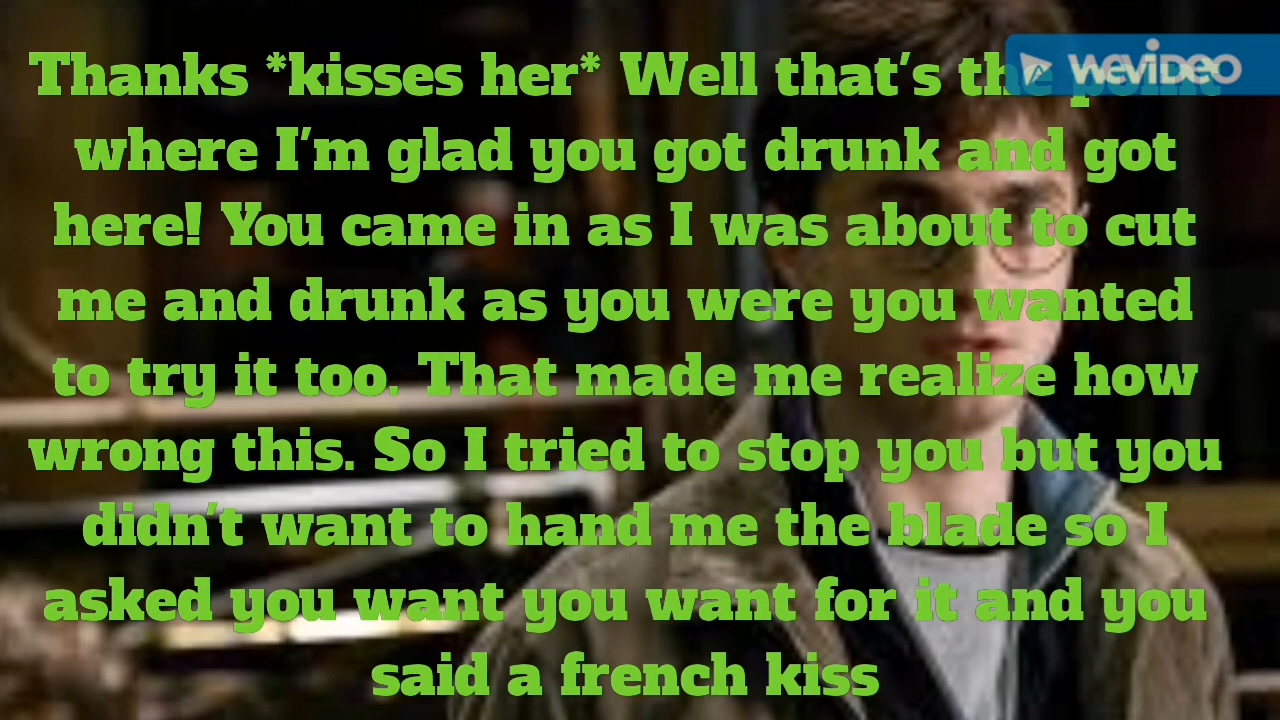 Thanks *kisses her* Well that's the point
where I'm glad you got drunk and got
here! You came in as I was about to cut
me and drunk as you were you wanted
to try it too. That made me realize how
wrong this. So I tried to stop you but you
didn't want to hand me the blade so I
asked you want you want for it and you
said a french kiss
WEVIDEO